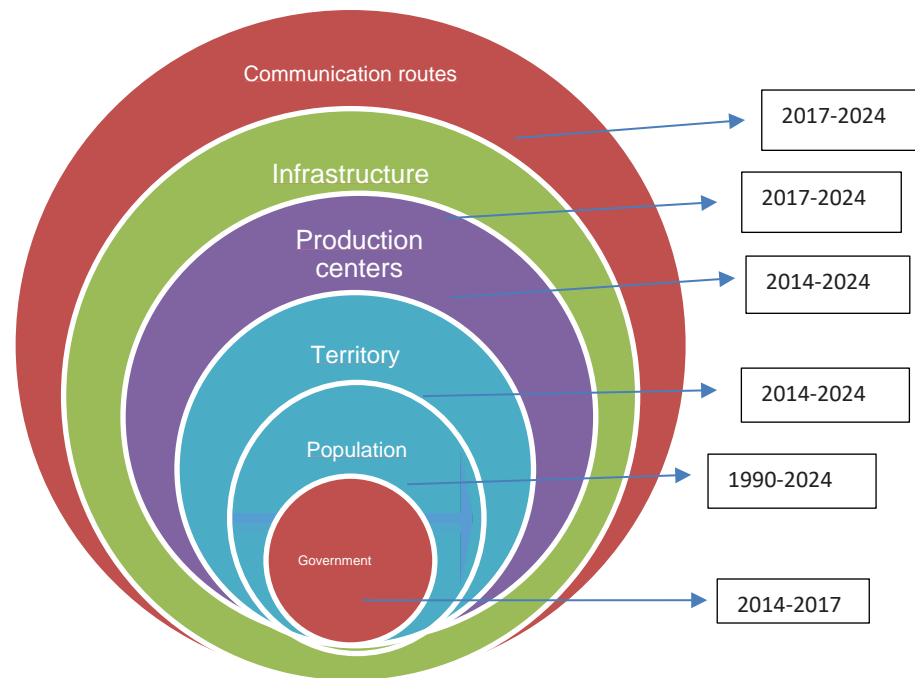 Communication routes
2017-2024
Infrastructure
2017-2024
Production
centers
2014-2024
Territory
2014-2024
Population
1990-2024
Government
2014-2017